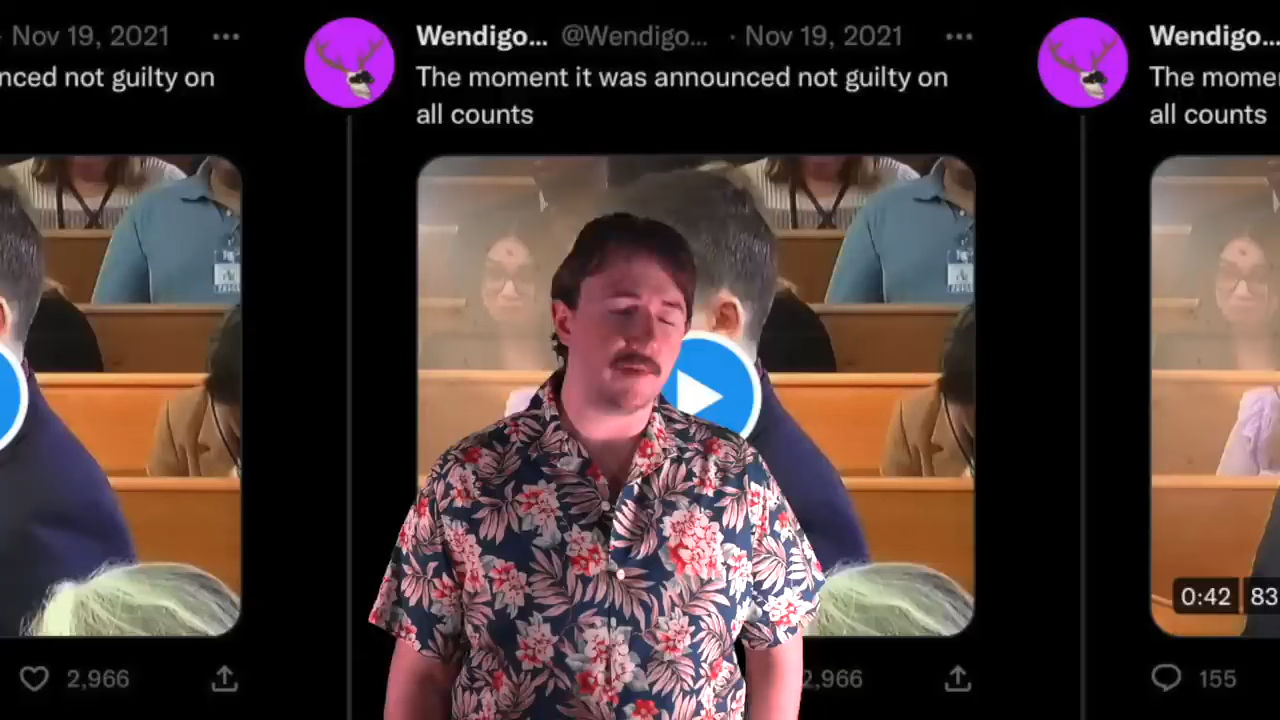 · Nov 19, 2021 •••
nced not guilty on
2,966
Wendigo... @Wendigo... · Nov 19, 2021 •••
The moment it was announced not guilty on
all counts
2,966
Wendigo...
The momen
all counts
0:42 83
155